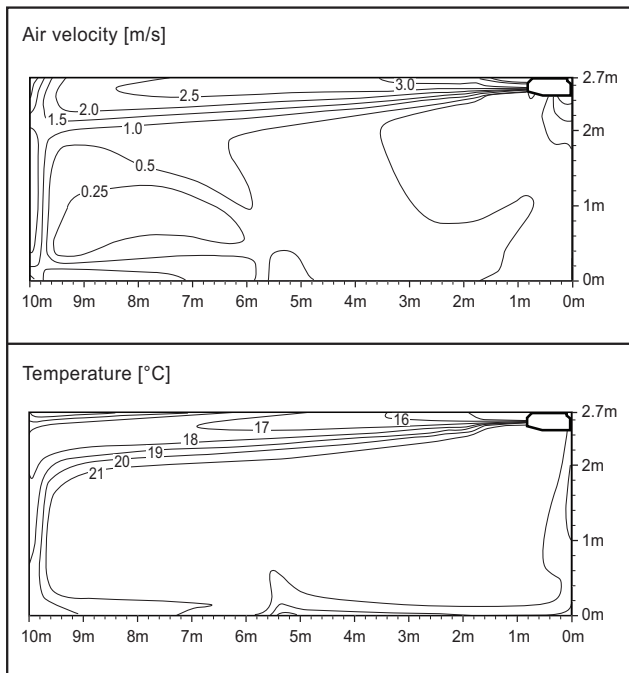 Air velocity [m/s]
3.0
2.7m
2.5
2.0
1.5
1.0
2m
0.5
0.25
1m
0m
10m 9m 8m 7m 6m 5m 4m 3m 2m 1m 0m
Temperature [°C]
2.7m
16
17
18
19
20
21
2m
1m
0m
10m 9m 8m 7m 6m 5m 4m 3m 2m 1m 0m